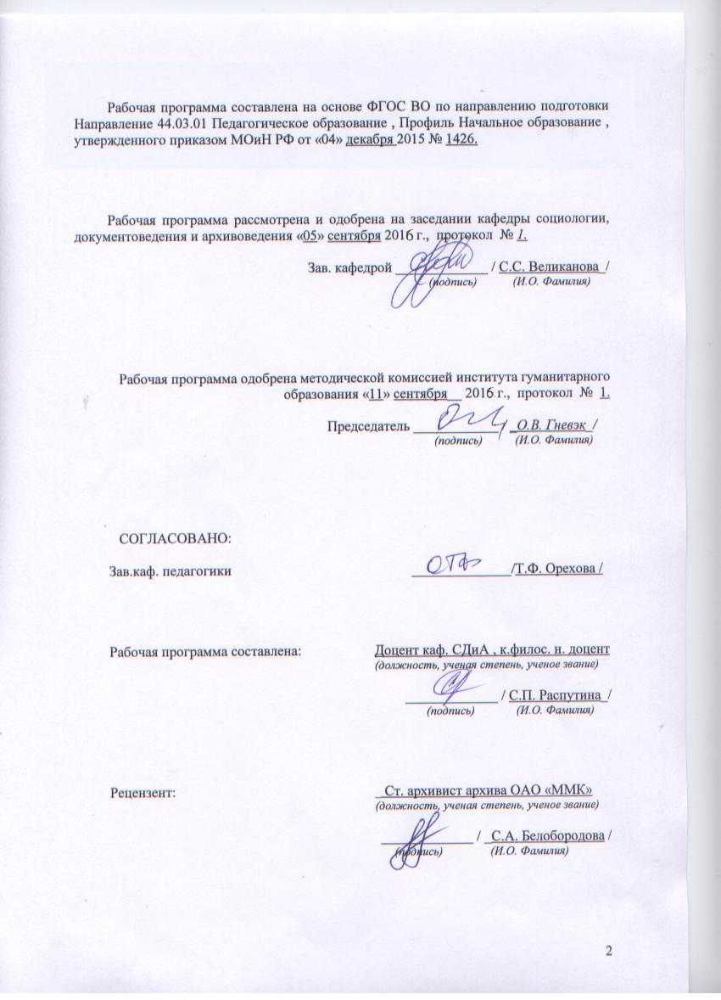 Рабочая программа составлена на основе ФГОС ВО по направлению подготовки
Направление 44.03.01 Педагогическое образование , Профиль Начальное образование ,
утвержденного приказом МОиН РФ от «04» декабря 2015 № 1426.
Рабочая программа рассмотрена и одобрена на заседании кафедры социологии,
документоведения и архивоведения «05» сентября 2016 г., протокол № 1.
Зав. кафедрой ____________ / С.С. Великанова /
(подпись) (И.О. Фамилия)
Рабочая программа одобрена методической комиссией института гуманитарного
образования «11» сентября 2016 г., протокол № 1.
Председатель ____________/ О.В. Гневэк /
(подпись) (И.О. Фамилия)
СОГЛАСОВАНО:
Зав.каф. педагогики _____________/Т.Ф. Орехова /
Рабочая программа составлена: Доцент каф. СДиА , к.филос. н. доцент
(должность, ученая степень, ученое звание)
____________ / С.П. Распутина /
(подпись) (И.О. Фамилия)
Рецензент: Ст. архивист архива ОАО «ММК»
(должность, ученая степень, ученое звание)
____________ / С.А. Белобородова /
(подпись) (И.О. Фамилия)
2